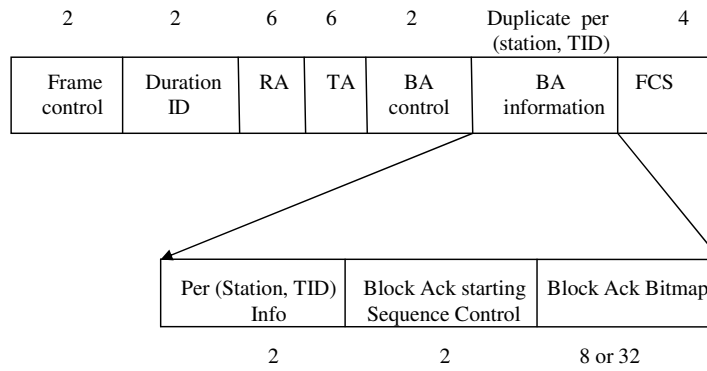 2 2 6 6 2 Duplicate per (station, TID) 4
Frame control
Duration ID
RA
TA
BA control
BA information
FCS
Per (Station, TID) Info
Block Ack starting Sequence Control
Block Ack Bitmap
2 2 8 or 32